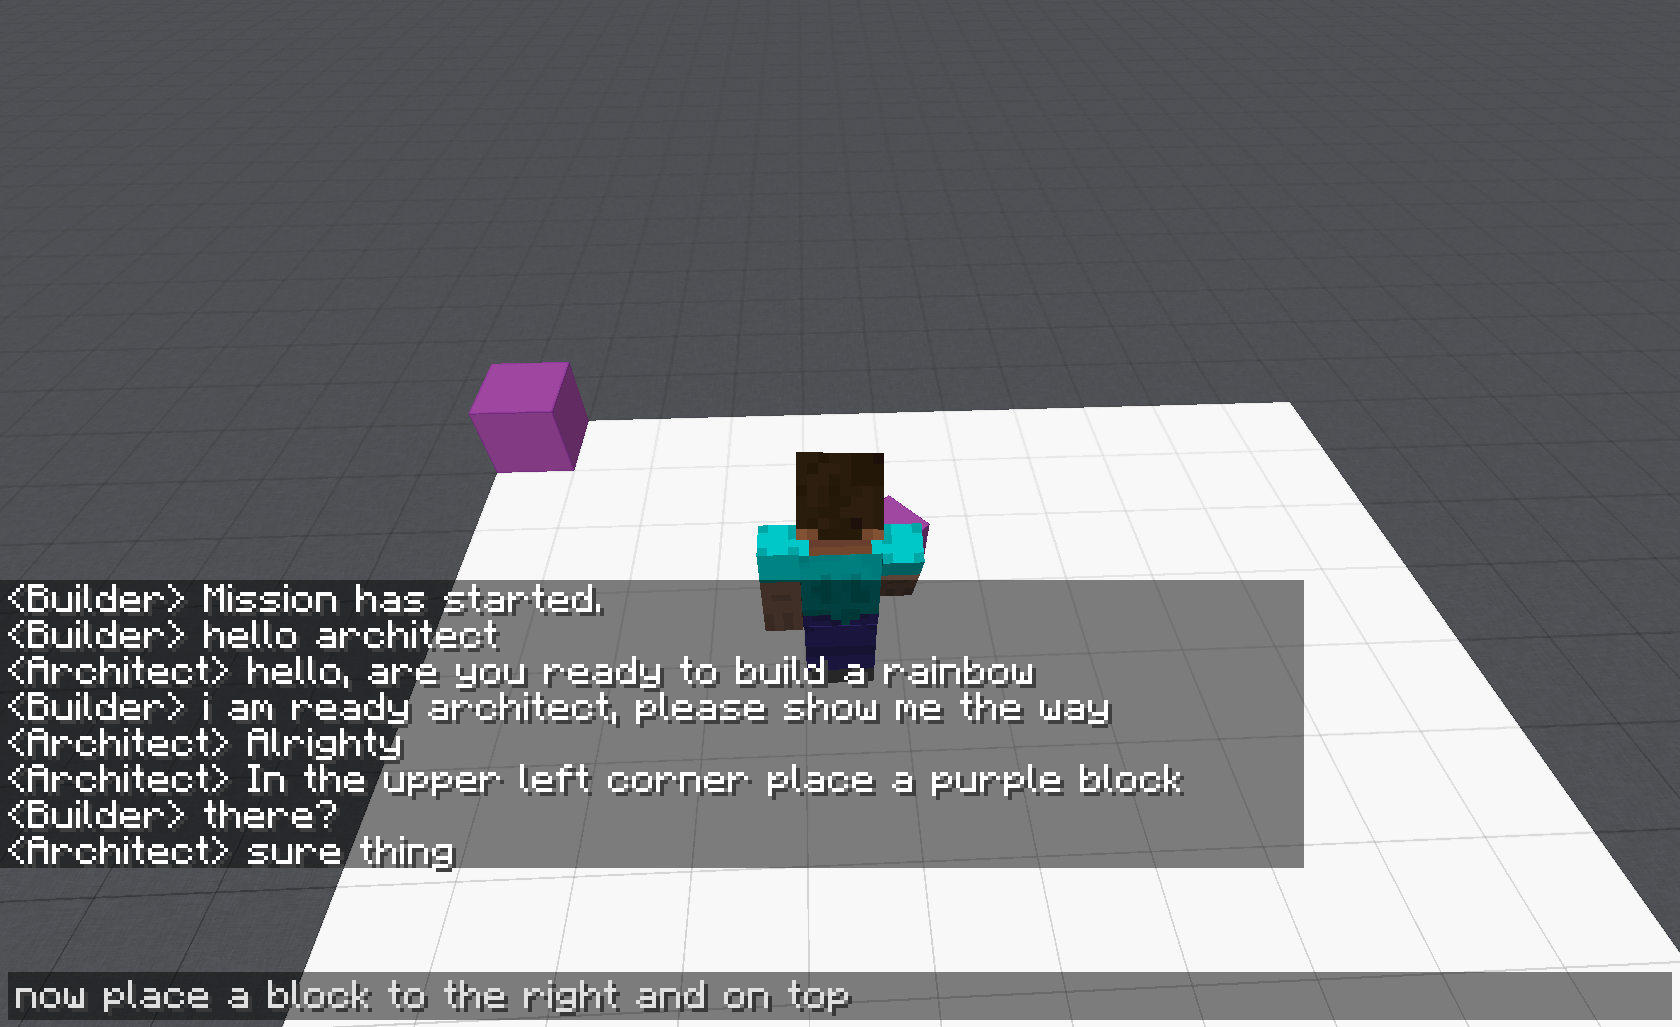 <Builder> Mission has started.
<Builder> hello architect
<Architect> hello, are you ready to build a rainbow
<Builder> i am ready architect, please show me the way
<Architect> Alrighty
<Architect> In the upper left corner place a purple block
<Builder> there?
<Architect> sure thing
now place a block to the right and on top